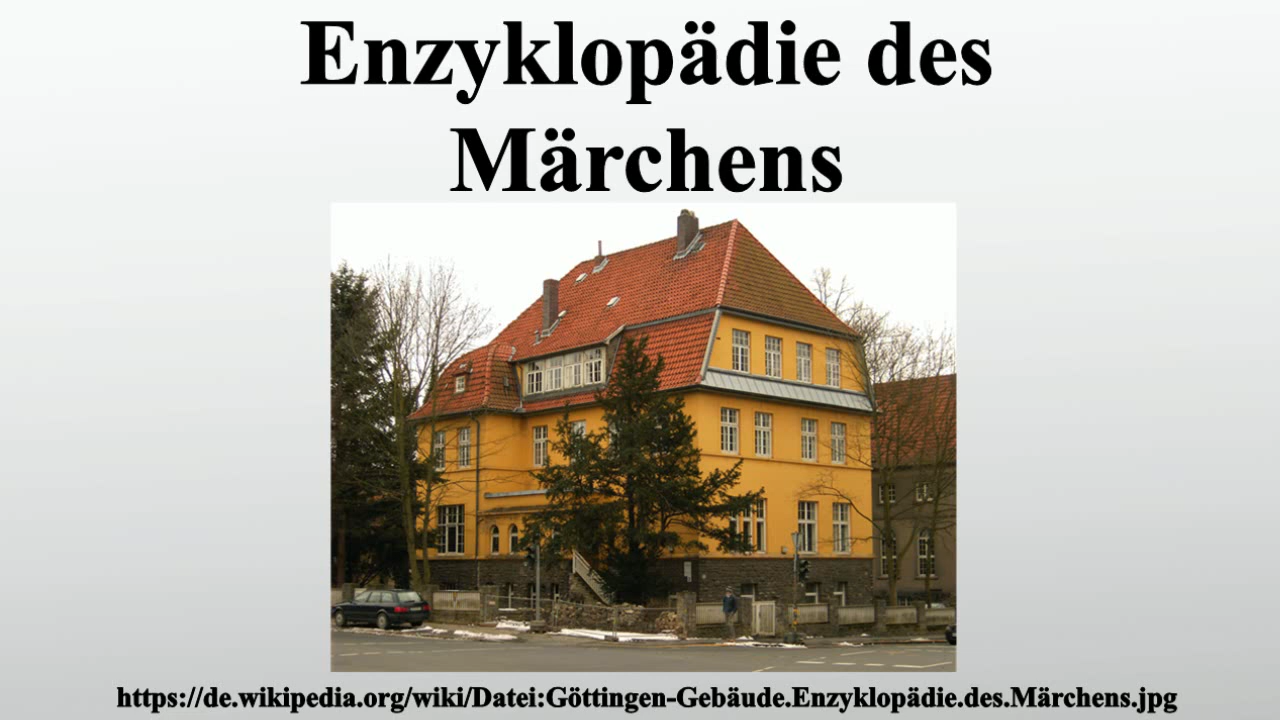 Enzyklopädie des
Märchens
https://de.wikipedia.org/wiki/Datei:Göttingen-Gebäude.Enzyklopädie.des.Märchens.jpg